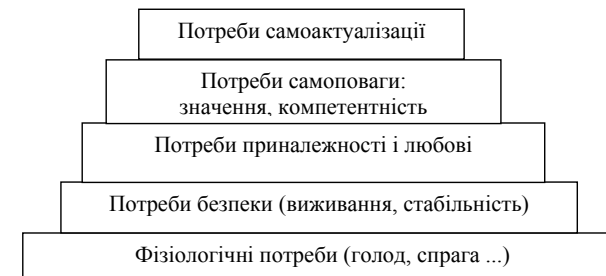 Потреби самоактуалізації
Потреби самоповаги:
значення, компетентність
Потреби приналежності і любові
Потреби безпеки (виживання, стабільність)
Фізіологічні потреби (голод, спрага ...)